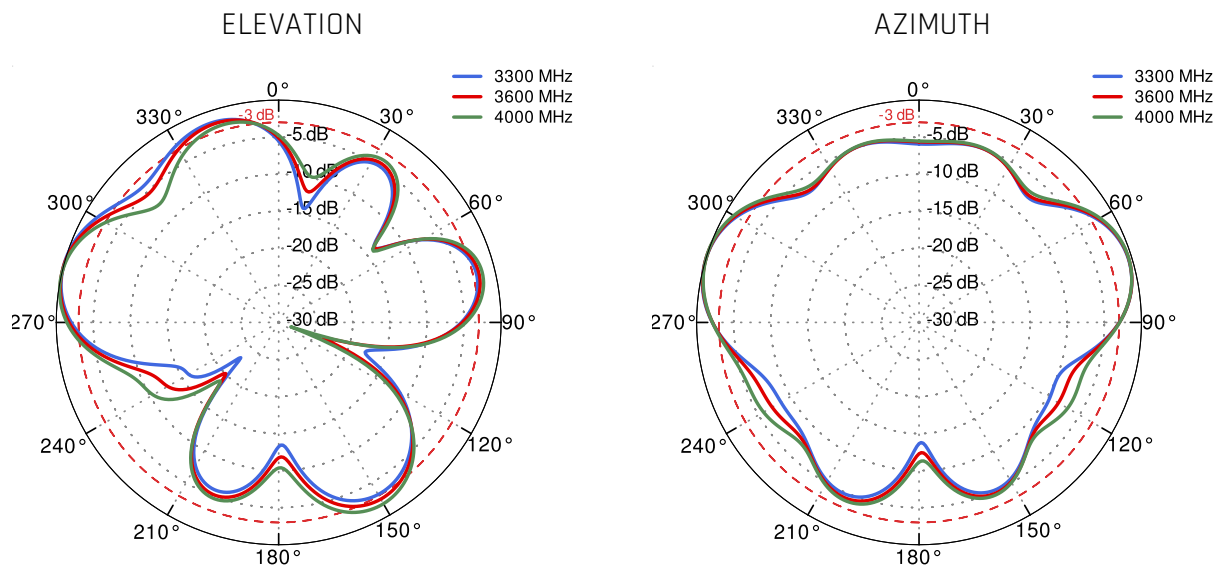 ELEVATION
3300 MHz
3600 MHz
4000 MHz
0°
30°
60°
90°
120°
150°
180°
210°
240°
270°
300°
330°
-3 dB
-5 dB
-10 dB
-15 dB
-20 dB
-25 dB
-30 dB
AZIMUTH
3300 MHz
3600 MHz
4000 MHz
0°
30°
60°
90°
120°
150°
180°
210°
240°
270°
300°
330°
-3 dB
-5 dB
-10 dB
-15 dB
-20 dB
-25 dB
-30 dB